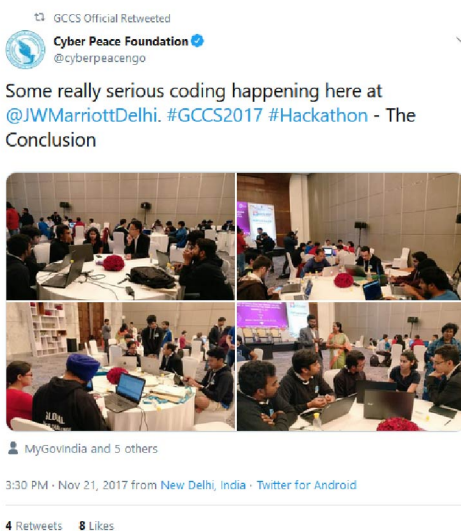 GCCS Official Retweeted
Cyber Peace Foundation
@cyberpeacengo
Some really serious coding happening here at
@JWMarriottDelhi. #GCCS2017 #Hackathon - The
Conclusion
MyGovIndia and 5 others
3:30 PM - Nov 21, 2017 from New Delhi, India · Twitter for Android
4 Retweets 8 Likes